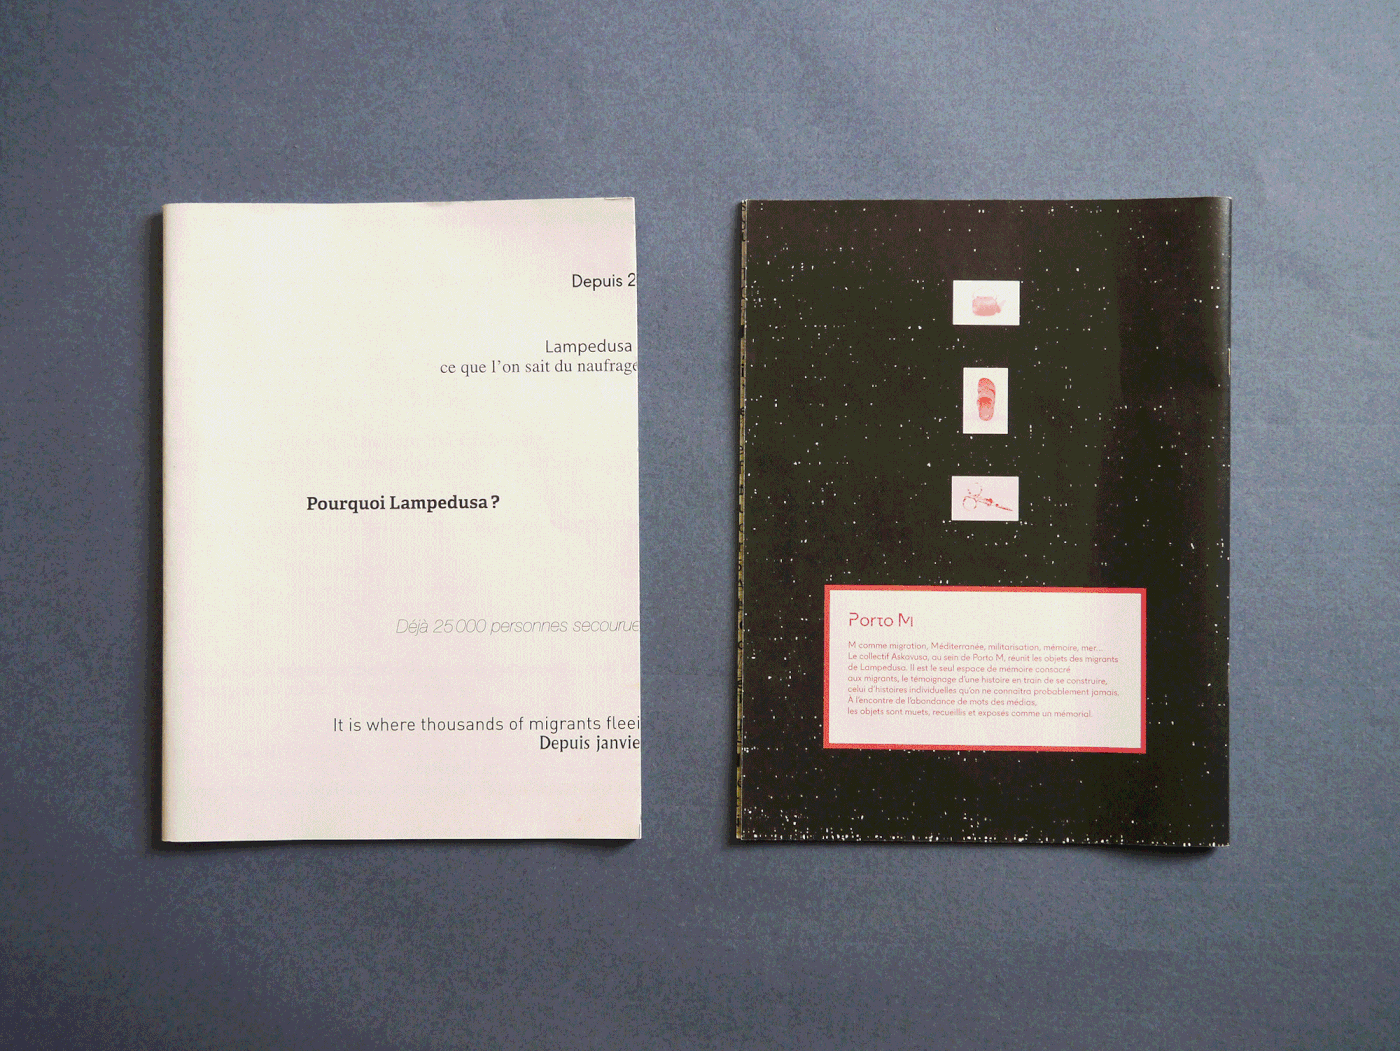 Depuis 2
Lampedusa
ce que l’on sait du naufrage
Pourquoi Lampedusa ?
Déjà 25 000 personnes secourue
It is where thousands of migrants fleei
Depuis janvie
Porto M
M comme migration, Méditerranée, militarisation, mémoire, mer...
Le collectif Askavusa, au sein de Porto M, réunit les objets des migrants
de Lampedusa. Il est le seul espace de mémoire consacré
aux migrants, le témoignage d’une histoire en train de se construire,
celui d’histoires individuelles qu’on ne connaitra probablement jamais.
À l’encontre de l’abondance de mots des médias,
les objets sont muets, recueillis et exposés comme un mémorial.